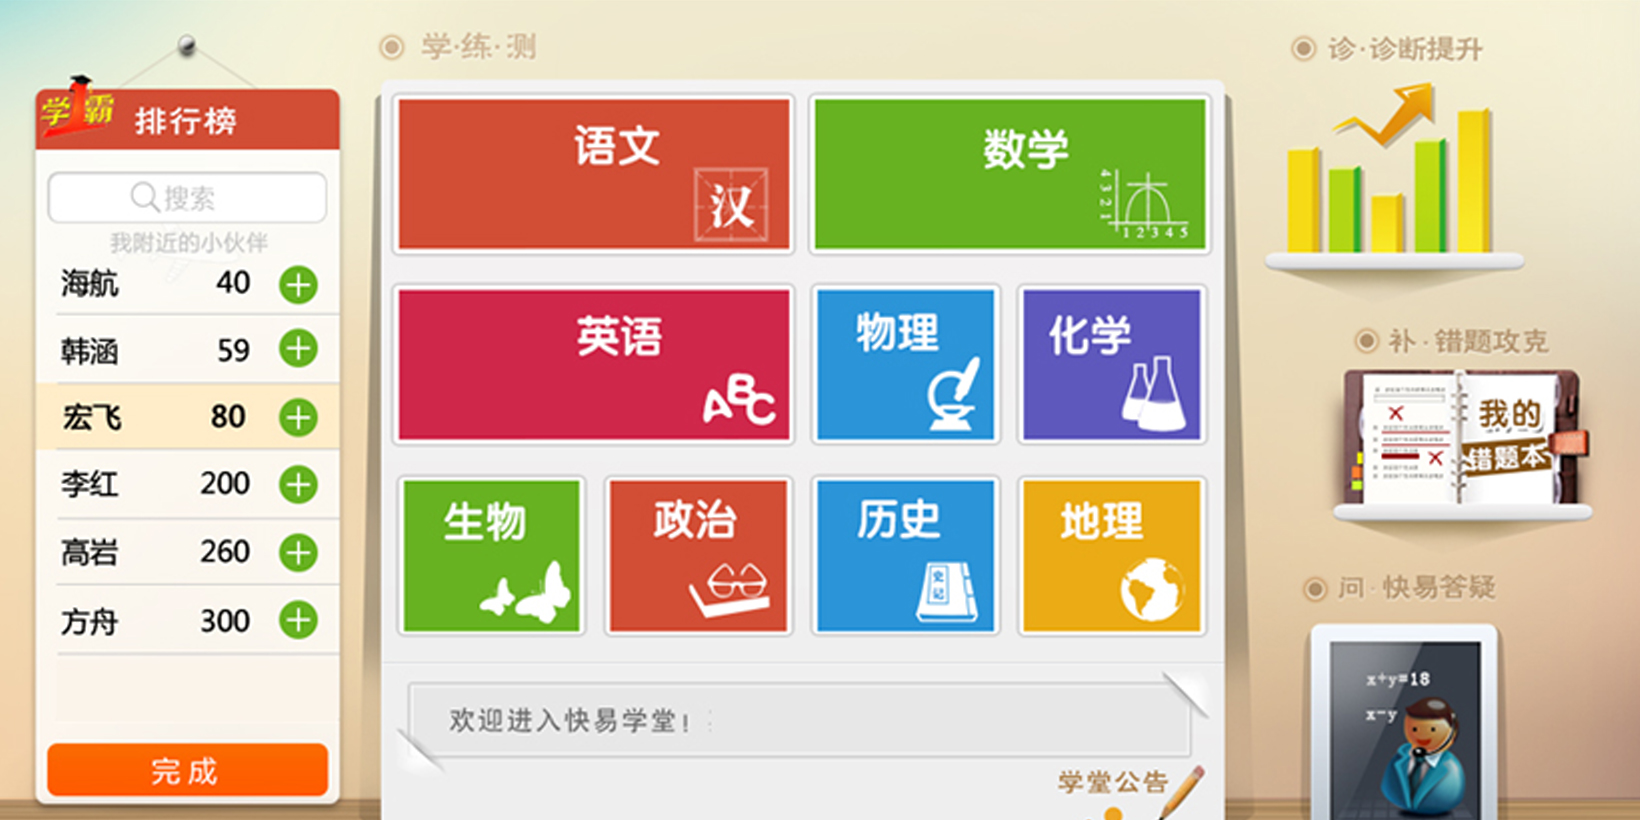 学霸
排行榜
搜索
我附近的小伙伴
海航 40
韩涵 59
宏飞 80
李红 200
高岩 260
方舟 300
完成
学·练·测
语文
汉
数学
4 3 2 1
1 2 3 4 5
英语
ABC
物理
化学
生物
政治
历史
史记
地理
欢迎进入快易学堂！
学堂公告
诊·诊断提升
补·错题攻克
我的
错题本
问·快易答疑
x+y=18
x-y